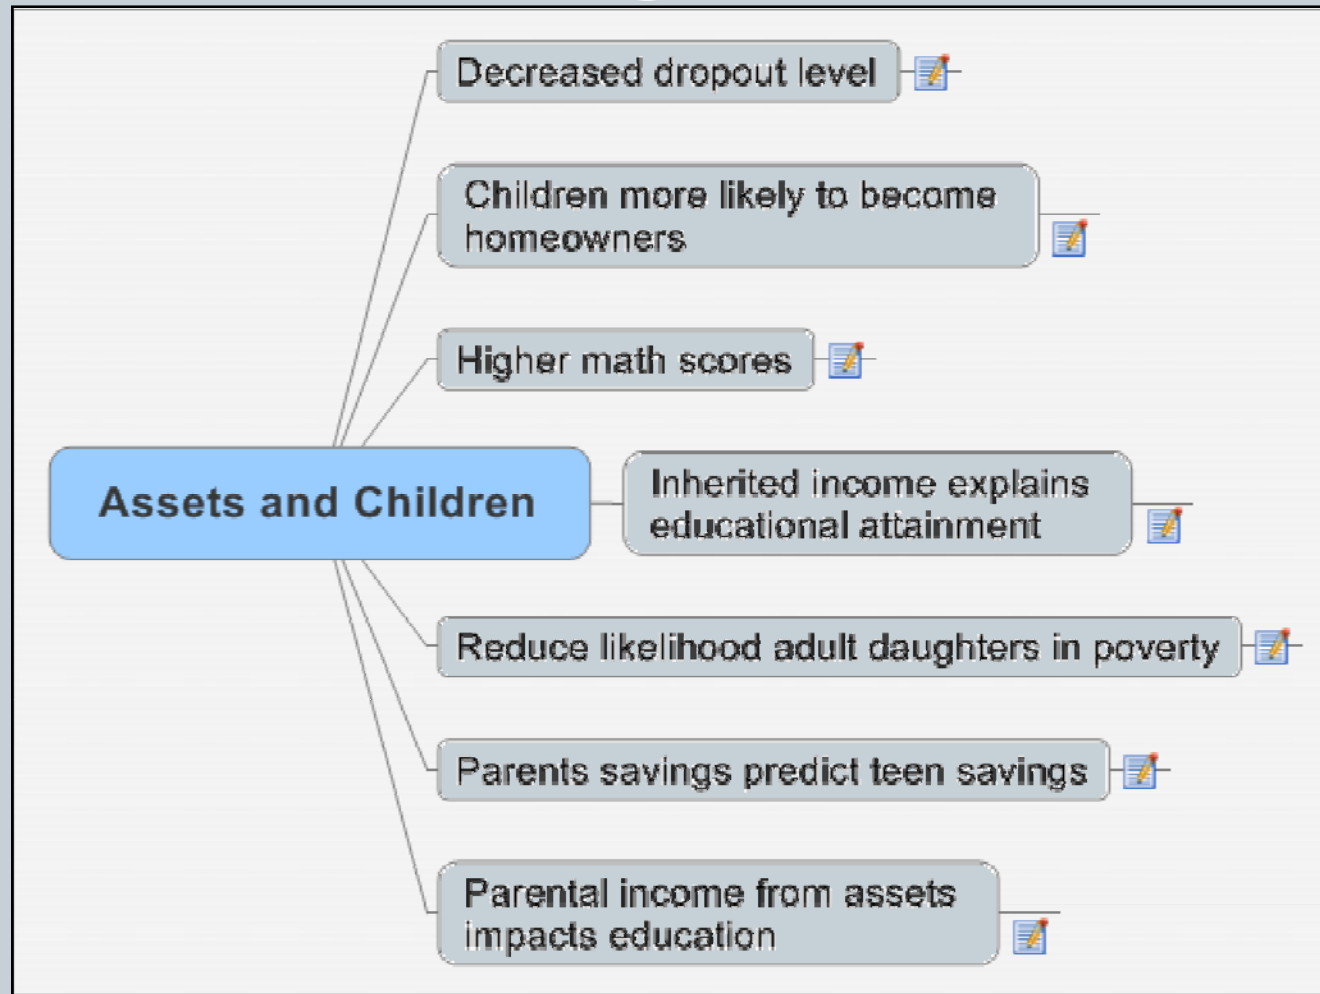 Decreased dropout level
Children more likely to become
homeowners
Higher math scores
Assets and Children
Inherited income explains
educational attainment
Reduce likelihood adult daughters in poverty
Parents savings predict teen savings
Parental income from assets
impacts education